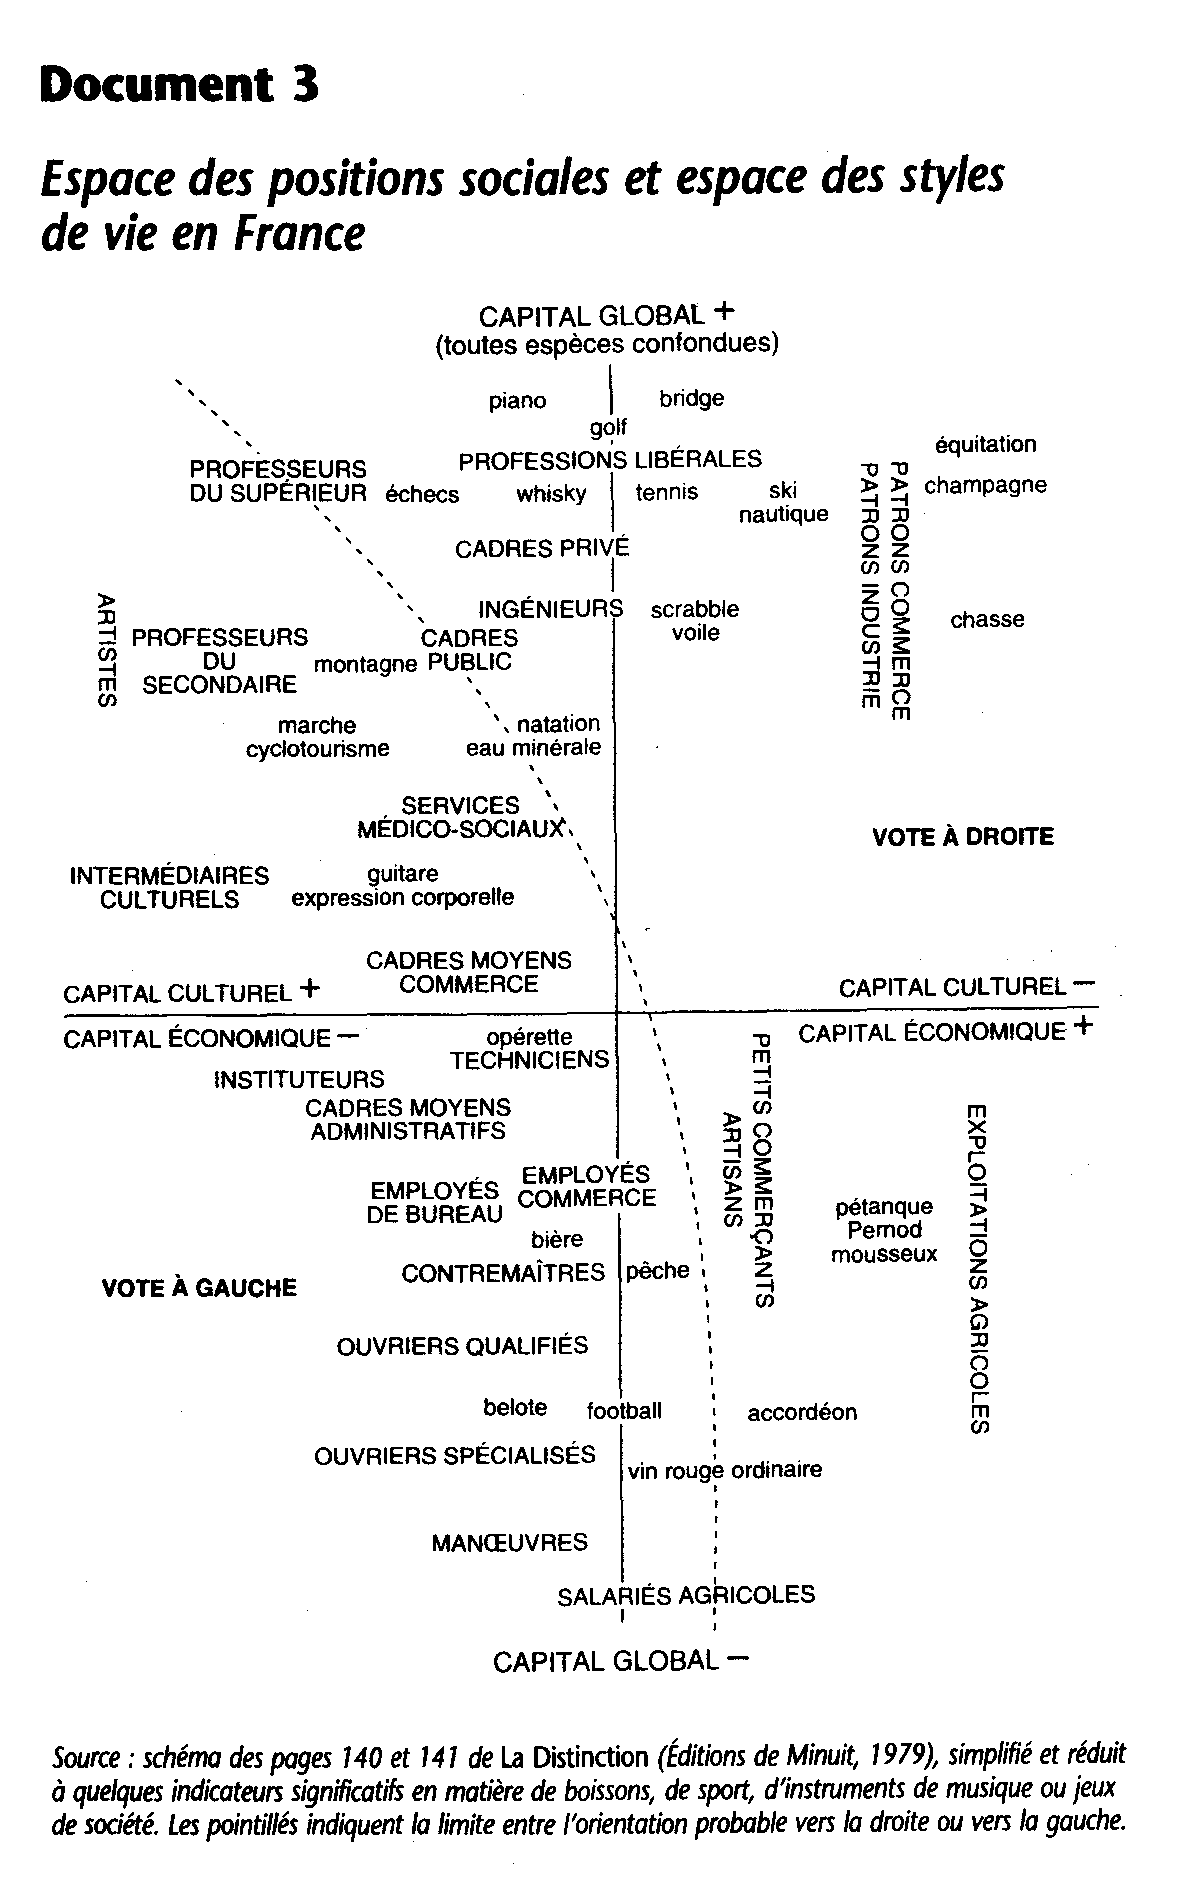 Document 3
Espace des positions sociales et espace des styles
de vie en France
CAPITAL GLOBAL +
(toutes espèces confondues)
piano
bridge
golf
équitation
PROFESSEURS
DU SUPÉRIEUR
PROFESSIONS LIBÉRALES
échecs
whisky
tennis
ski
nautique
PATRONS COMMERCE
PATRONS INDUSTRIE
champagne
CADRES PRIVÉ
ARTISTES
INGÉNIEURS
scrabble
voile
chasse
PROFESSEURS
DU
SECONDAIRE
montagne
CADRES
PUBLIC
marche
cyclotourisme
natation
eau minérale
SERVICES
MÉDICO-SOCIAUX
VOTE À DROITE
INTERMÉDIAIRES
CULTURELS
guitare
expression corporelle
CADRES MOYENS
COMMERCE
CAPITAL CULTUREL +
CAPITAL CULTUREL −
CAPITAL ÉCONOMIQUE −
CAPITAL ÉCONOMIQUE +
opérette
TECHNICIENS
INSTITUTEURS
CADRES MOYENS
ADMINISTRATIFS
PETITS COMMERÇANTS
ARTISANS
EXPLOITATIONS AGRICOLES
EMPLOYÉS
DE BUREAU
EMPLOYÉS
COMMERCE
pétanque
Pernod
mousseux
bière
VOTE À GAUCHE
CONTREMAÎTRES
pêche
OUVRIERS QUALIFIÉS
belote
football
accordéon
OUVRIERS SPÉCIALISÉS
vin rouge ordinaire
MANŒUVRES
SALARIÉS AGRICOLES
CAPITAL GLOBAL −
Source : schéma des pages 140 et 141 de La Distinction (Éditions de Minuit, 1979), simplifié et réduit
à quelques indicateurs significatifs en matière de boissons, de sport, d'instruments de musique ou jeux
de société. Les pointillés indiquent la limite entre l'orientation probable vers la droite ou vers la gauche.